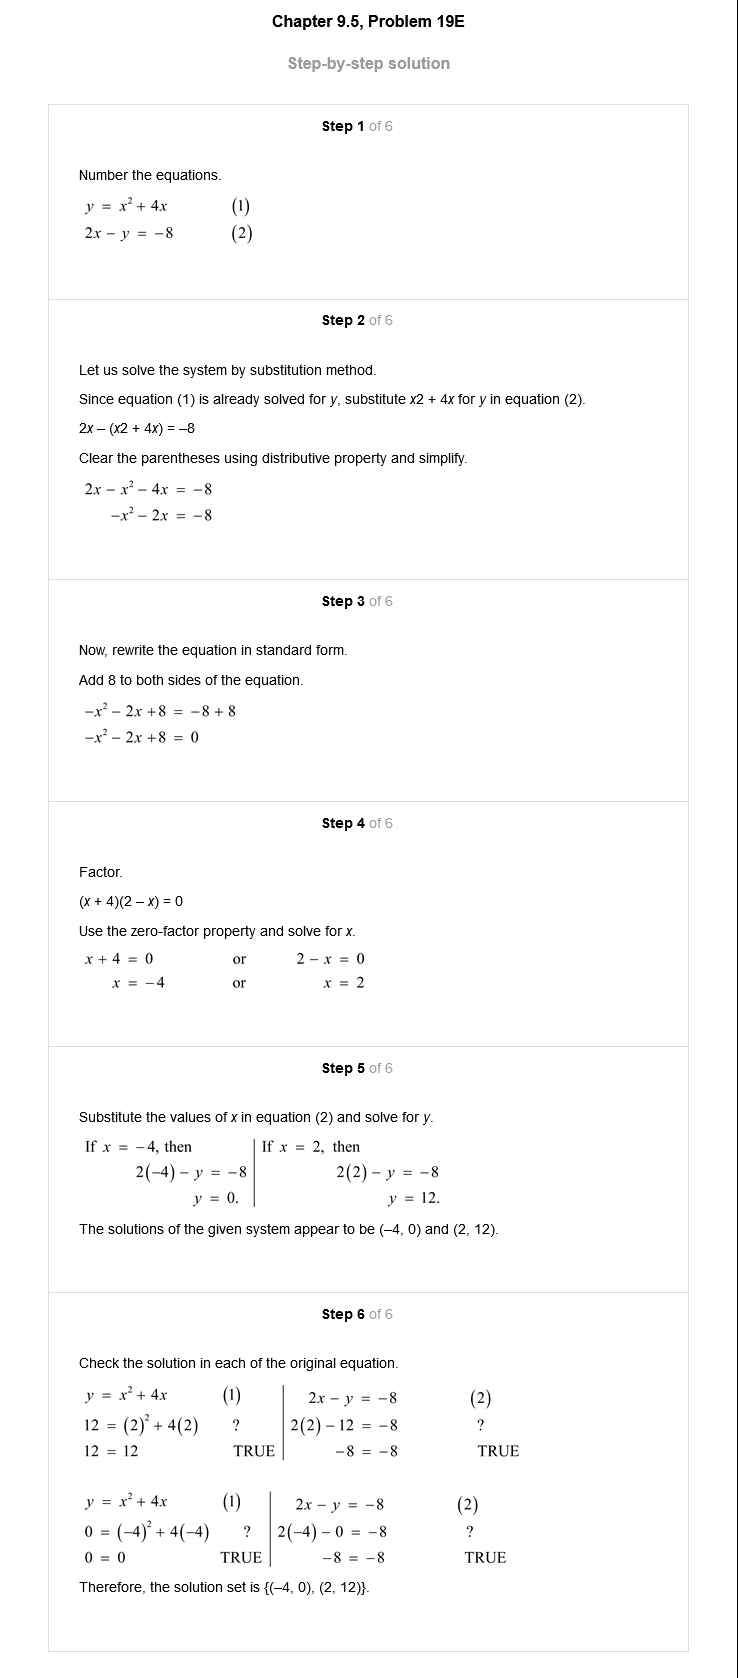 Chapter 9.5, Problem 19E
Step-by-step solution
Step 1 of 6
Number the equations.
y = x² + 4x (1)
2x − y = −8 (2)
Step 2 of 6
Let us solve the system by substitution method.
Since equation (1) is already solved for y, substitute x2 + 4x for y in equation (2).
2x – (x2 + 4x) = –8
Clear the parentheses using distributive property and simplify.
2x − x² − 4x = −8
−x² − 2x = −8
Step 3 of 6
Now, rewrite the equation in standard form.
Add 8 to both sides of the equation.
−x² − 2x +8 = −8 + 8
−x² − 2x +8 = 0
Step 4 of 6
Factor.
(x + 4)(2 – x) = 0
Use the zero-factor property and solve for x.
x + 4 = 0 or 2 − x = 0
x = −4 or x = 2
Step 5 of 6
Substitute the values of x in equation (2) and solve for y.
If x = −4, then | If x = 2, then
2(−4) − y = −8 | 2(2) − y = −8
y = 0. | y = 12.
The solutions of the given system appear to be (–4, 0) and (2, 12).
Step 6 of 6
Check the solution in each of the original equation.
y = x² + 4x (1) | 2x − y = −8 (2)
12 = (2)² + 4(2) ? | 2(2) − 12 = −8 ?
12 = 12 TRUE | −8 = −8 TRUE
y = x² + 4x (1) | 2x − y = −8 (2)
0 = (−4)² + 4(−4) ? | 2(−4) − 0 = −8 ?
0 = 0 TRUE | −8 = −8 TRUE
Therefore, the solution set is {(–4, 0), (2, 12)}.